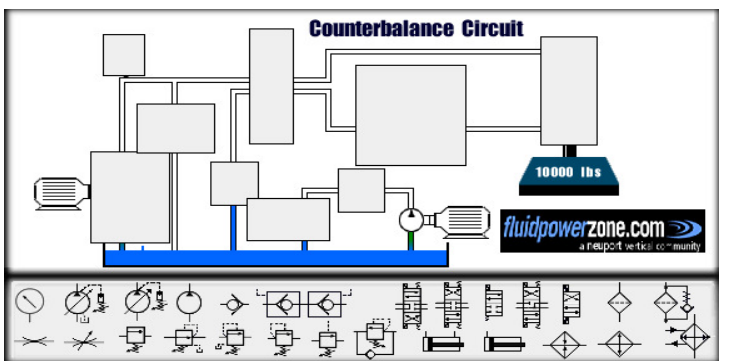 Counterbalance Circuit
10000 lbs
fluidpowerzone.com
a neuport vertical community